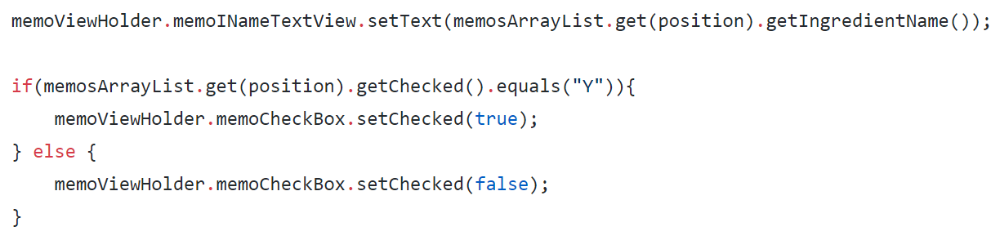 memoViewHolder.memoINameTextView.setText(memosArrayList.get(position).getIngredientName());

if(memosArrayList.get(position).getChecked().equals("Y")){
    memoViewHolder.memoCheckBox.setChecked(true);
} else {
    memoViewHolder.memoCheckBox.setChecked(false);
}